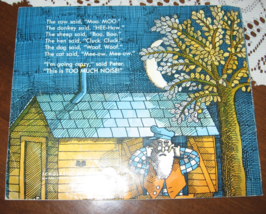 The cow said, "Moo. MOO."
The donkey said, "HEE-Haw."
The sheep said, "Baa. Baa."
The hen said, "Cluck. Cluck."
The dog said, "Woof. Woof."
The cat said, "Mee-ow. Mee-ow."
"I'm going crazy," said Peter.
"This is TOO MUCH NOISE!"